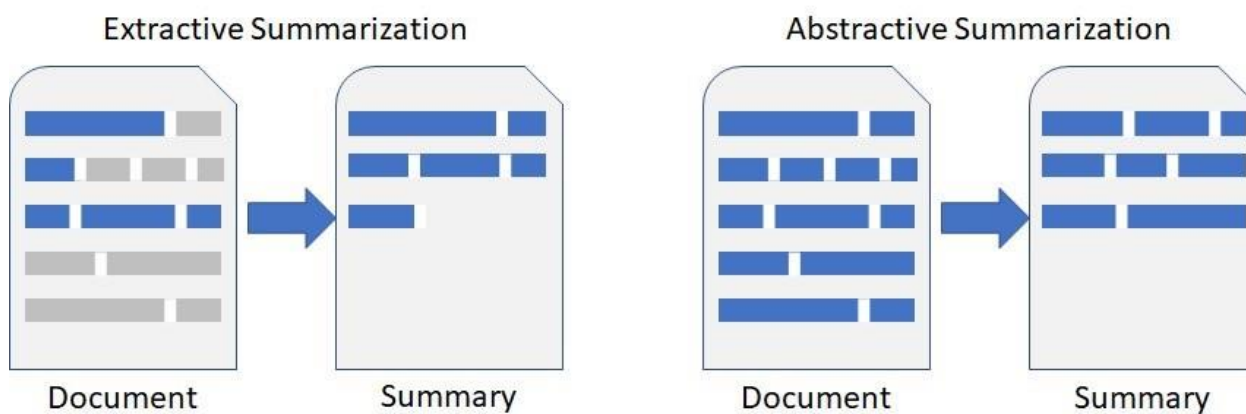 Extractive Summarization
Abstractive Summarization
Document
Summary
Document
Summary